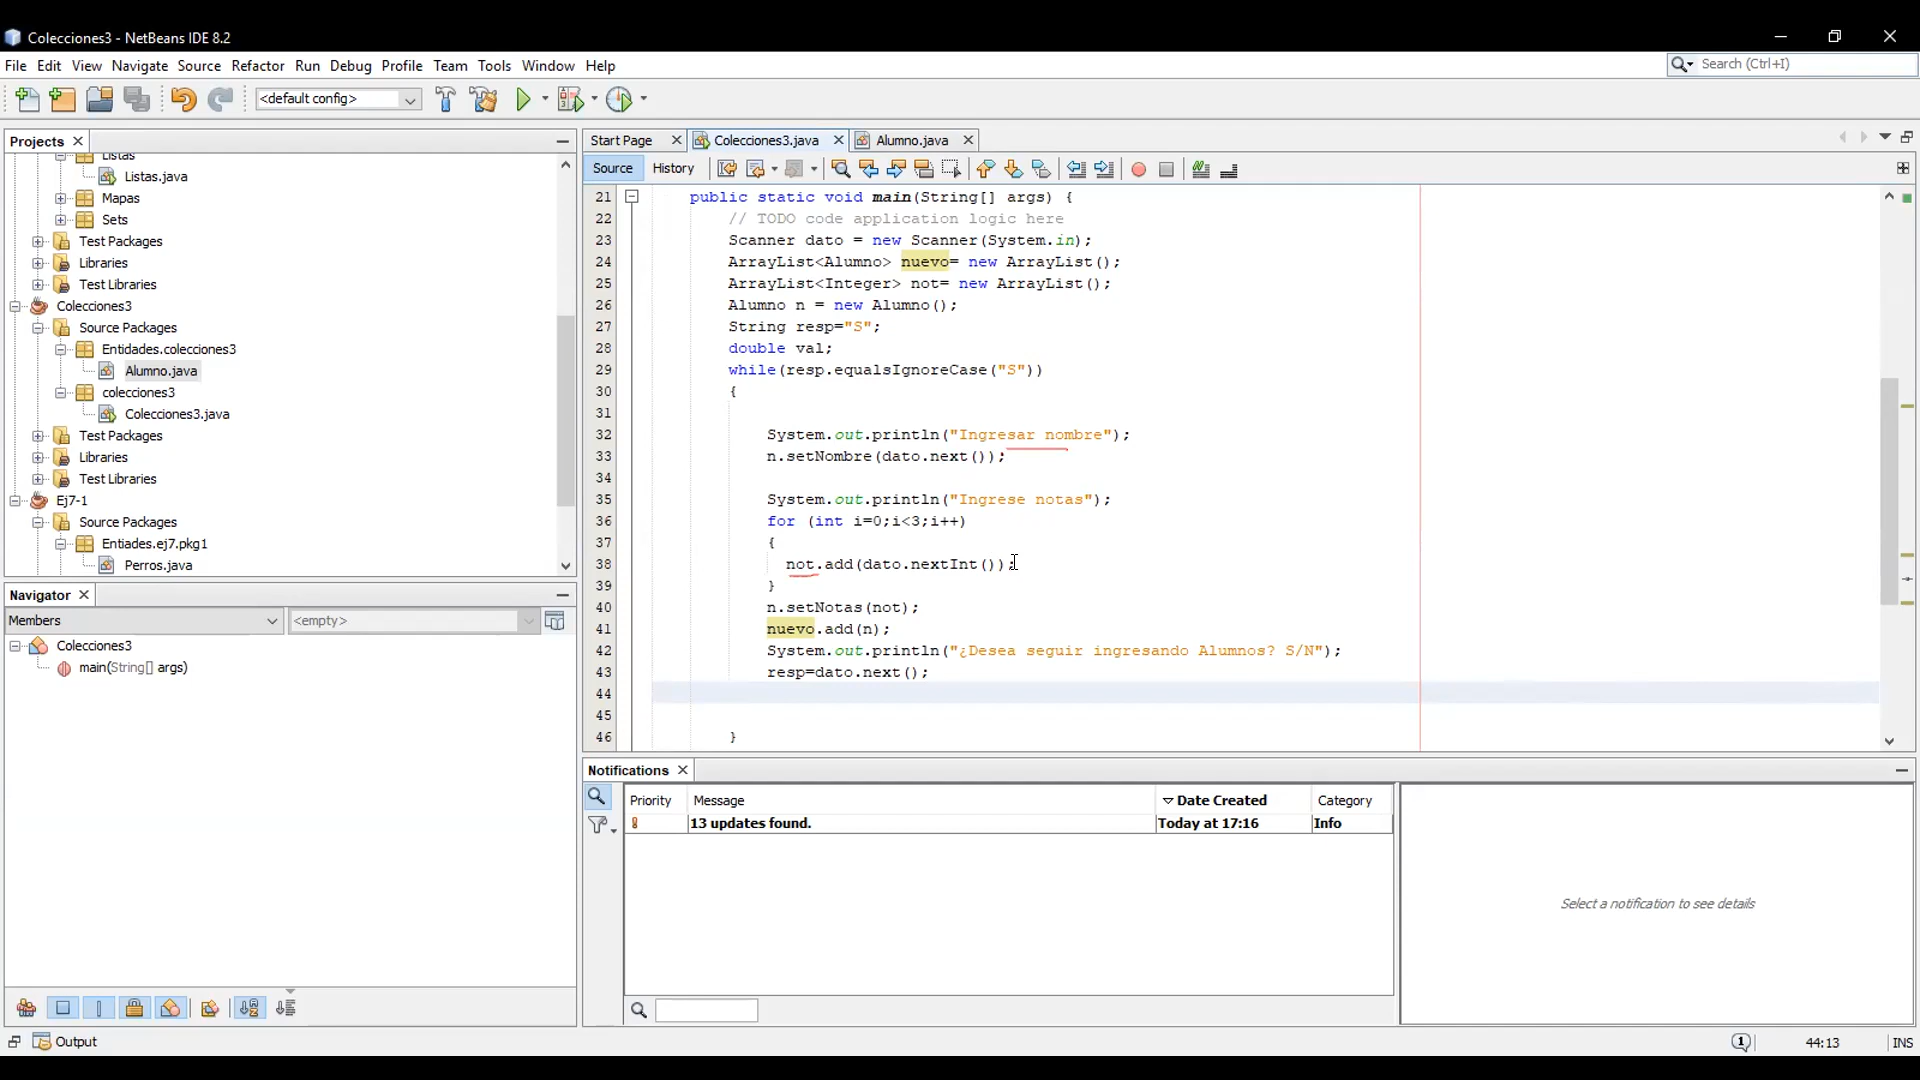 Colecciones3 - NetBeans IDE 8.2
File Edit View Navigate Source Refactor Run Debug Profile Team Tools Window Help
Search (Ctrl+I)
<default config>
Projects
Listas
Listas.java
Mapas
Sets
Test Packages
Libraries
Test Libraries
Colecciones3
Source Packages
Entidades.colecciones3
Alumno.java
colecciones3
Colecciones3.java
Test Packages
Libraries
Test Libraries
Ej7-1
Source Packages
Entiades.ej7.pkg1
Perros.java
Navigator
Members
<empty>
Colecciones3
main(String[] args)
Start Page Colecciones3.java Alumno.java
Source History
21 public static void main(String[] args) {
22 // TODO code application logic here
23 Scanner dato = new Scanner(System.in);
24 ArrayList<Alumno> nuevo= new ArrayList();
25 ArrayList<Integer> not= new ArrayList();
26 Alumno n = new Alumno();
27 String resp="S";
28 double val;
29 while(resp.equalsIgnoreCase("S"))
30 {
31
32 System.out.println("Ingresar nombre");
33 n.setNombre(dato.next());
34
35 System.out.println("Ingrese notas");
36 for (int i=0;i<3;i++)
37 {
38 not.add(dato.nextInt());
39 }
40 n.setNotas(not);
41 nuevo.add(n);
42 System.out.println("¿Desea seguir ingresando Alumnos? S/N");
43 resp=dato.next();
44
45
46 }
Notifications
Priority Message Date Created Category
13 updates found. Today at 17:16 Info
Select a notification to see details
Output
1
44:13
INS